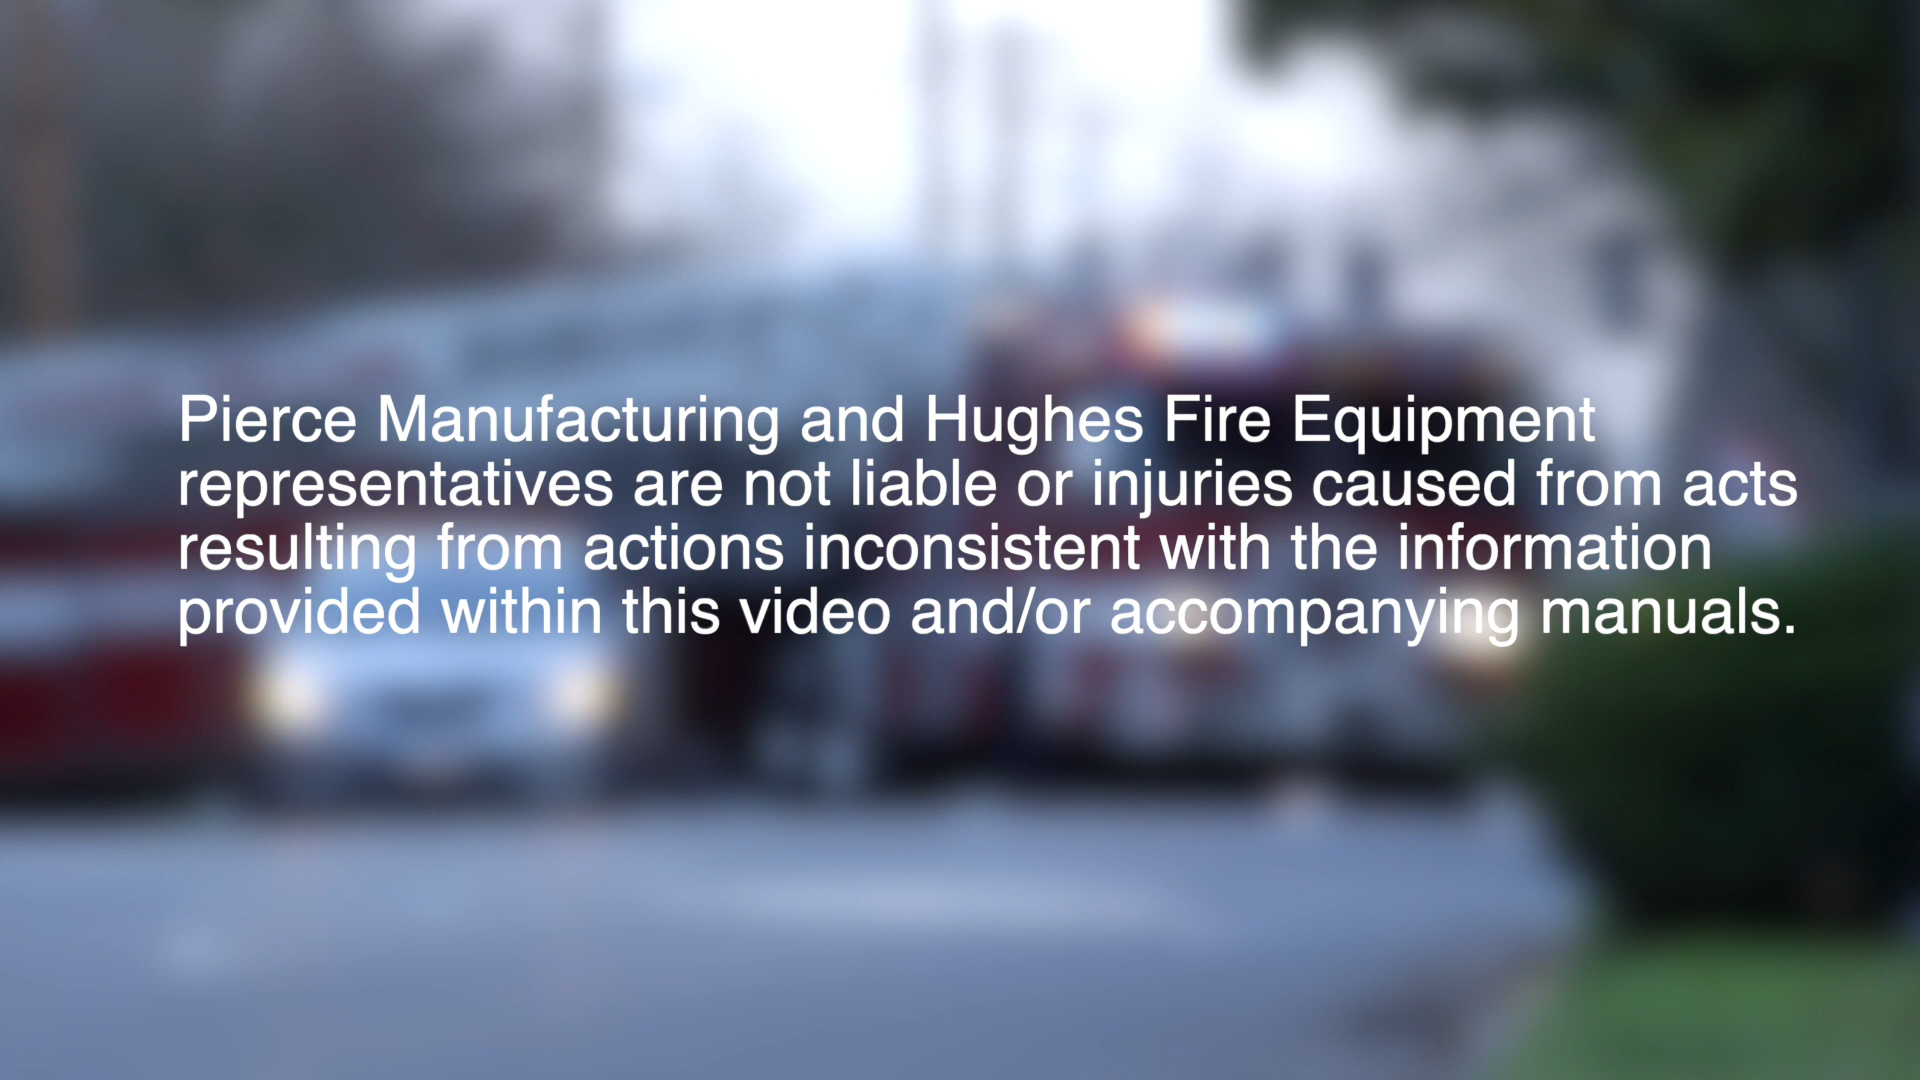 Pierce Manufacturing and Hughes Fire Equipment
representatives are not liable or injuries caused from acts
resulting from actions inconsistent with the information
provided within this video and/or accompanying manuals.